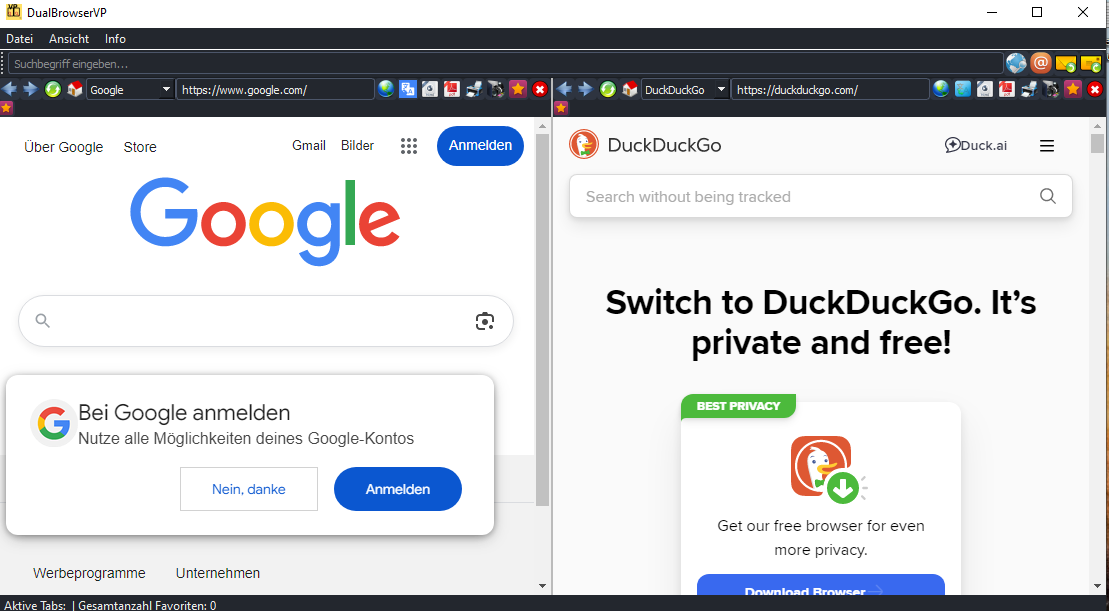 DualBrowserVP
Datei Ansicht Info
Suchbegriff eingeben...
Google https://www.google.com/
DuckDuckGo https://duckduckgo.com/
Über Google Store Gmail Bilder Anmelden
Google
Bei Google anmelden
Nutze alle Möglichkeiten deines Google-Kontos
Nein, danke Anmelden
Werbeprogramme Unternehmen
DuckDuckGo Duck.ai
Search without being tracked
Switch to DuckDuckGo. It’s
private and free!
BEST PRIVACY
Get our free browser for even
more privacy.
Download Browser
Aktive Tabs: | Gesamtanzahl Favoriten: 0